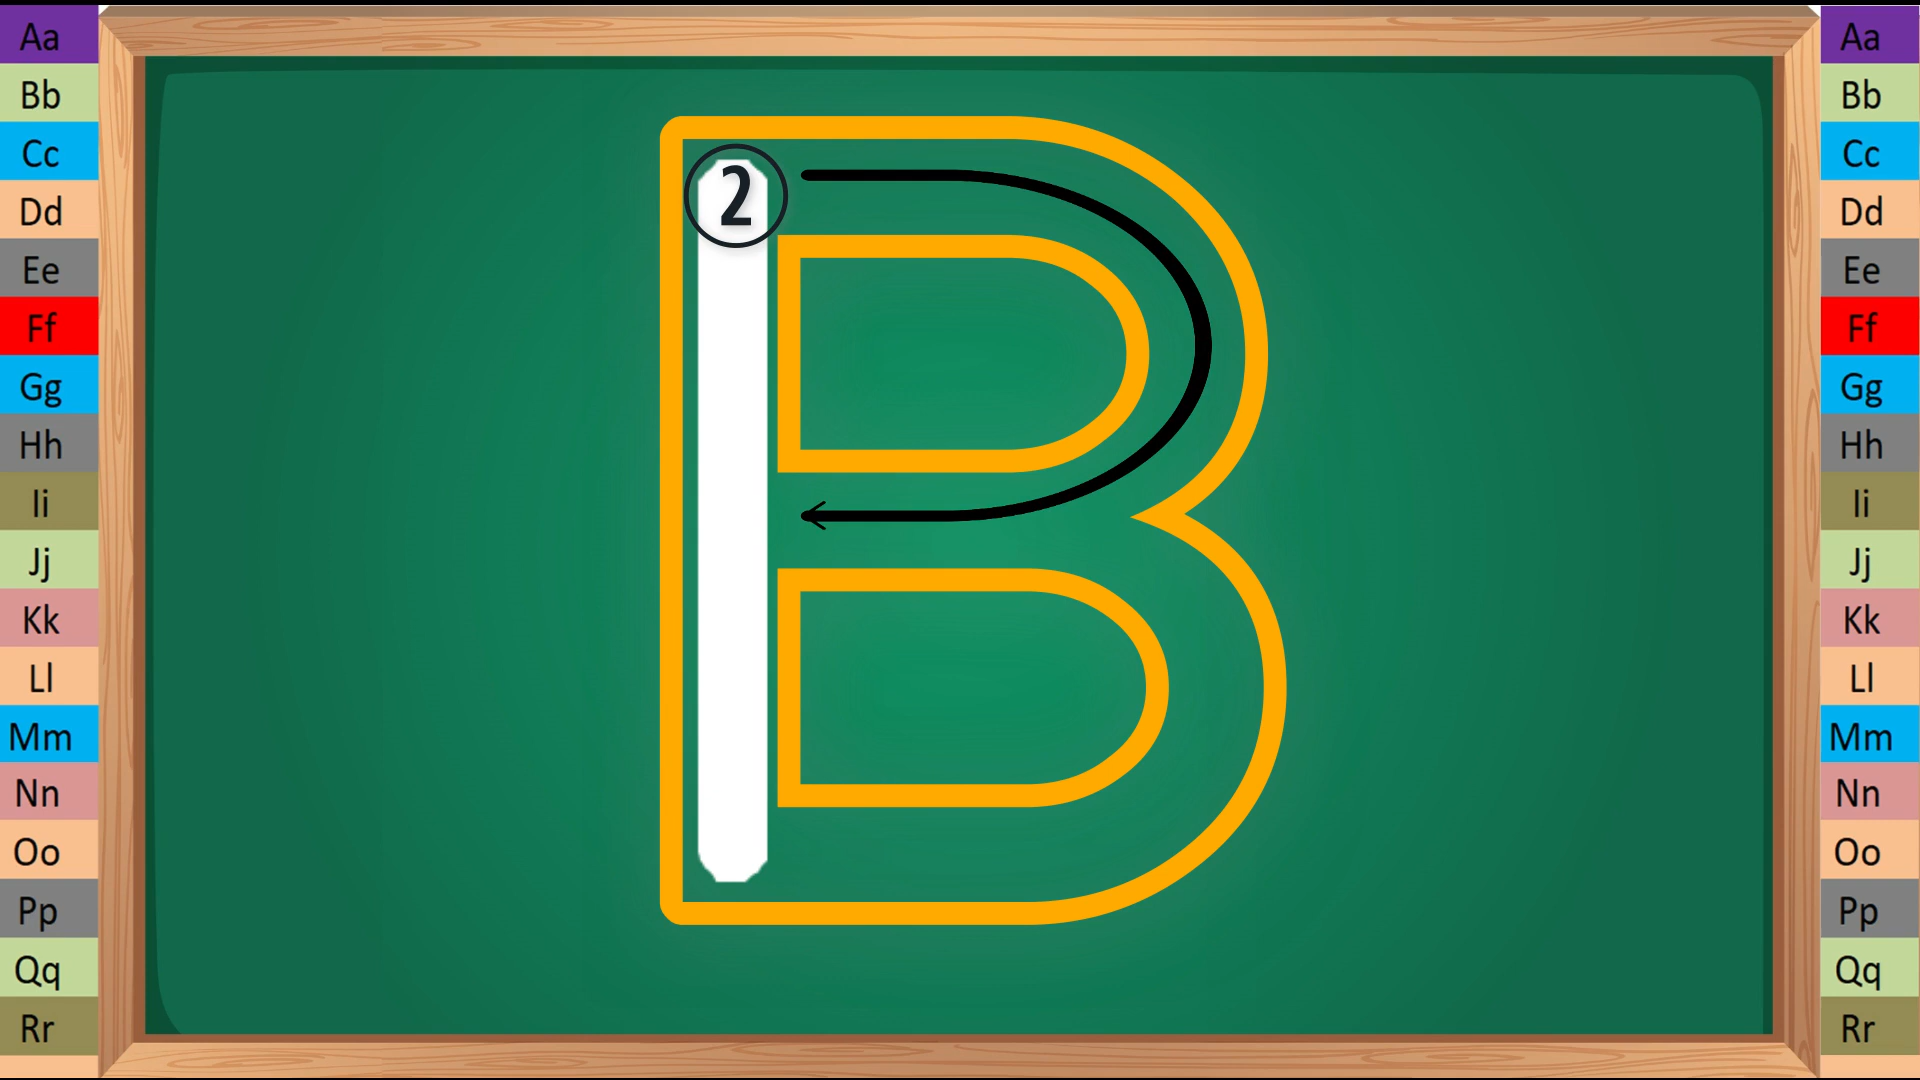 Aa
Bb
Cc
Dd
Ee
Ff
Gg
Hh
Ii
Jj
Kk
Ll
Mm
Nn
Oo
Pp
Qq
Rr
2
B
Aa
Bb
Cc
Dd
Ee
Ff
Gg
Hh
Ii
Jj
Kk
Ll
Mm
Nn
Oo
Pp
Qq
Rr